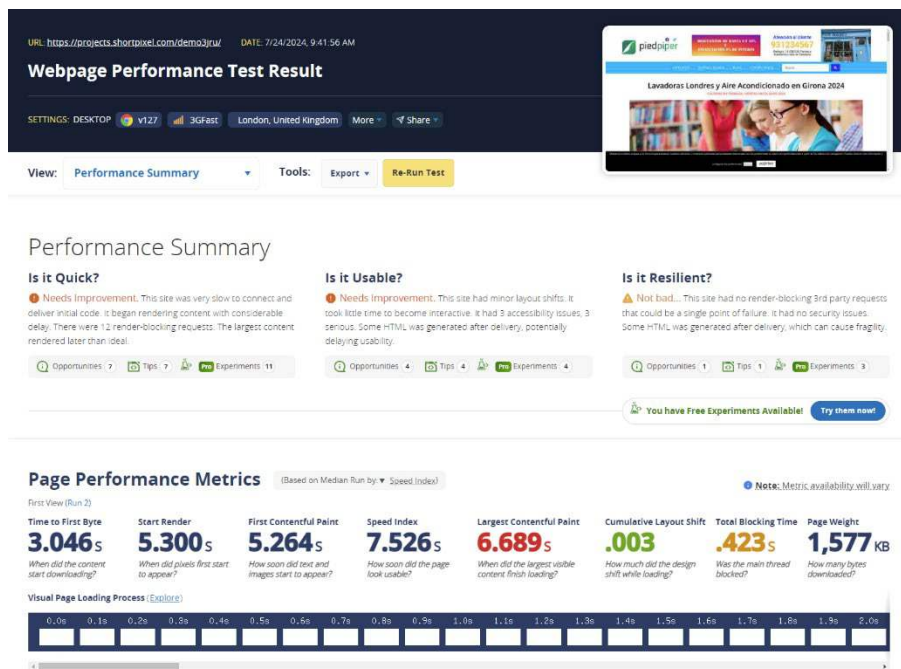 URL: https://projects.shortpixel.com/demo3jru/ DATE: 7/24/2024, 9:41:56 AM
Webpage Performance Test Result
SETTINGS: DESKTOP v127 3GFast London, United Kingdom More Share
piedpiper
931234567
Lavadoras Londres y Aire Acondicionado en Girona 2024
View: Performance Summary Tools: Export Re-Run Test
Performance Summary
Is it Quick?
Needs Improvement. This site was very slow to connect and
deliver initial code. It began rendering content with considerable
delay. There were 12 render-blocking requests. The largest content
rendered later than ideal.
Opportunities 7 Tips 7 Pro Experiments 11
Is it Usable?
Needs Improvement. This site had minor layout shifts. It
took little time to become interactive. It had 3 accessibility issues, 3
serious. Some HTML was generated after delivery, potentially
delaying usability.
Opportunities 4 Tips 4 Pro Experiments 4
Is it Resilient?
Not bad... This site had no render-blocking 3rd party requests
that could be a single point of failure. It had no security issues.
Some HTML was generated after delivery, which can cause fragility.
Opportunities 1 Tips 1 Pro Experiments 3
You have Free Experiments Available! Try them now!
Page Performance Metrics (Based on Median Run by: Speed Index)
Note: Metric availability will vary
First View (Run 2)
Time to First Byte
3.046s
When did the content
start downloading?
Start Render
5.300s
When did pixels first start
to appear?
First Contentful Paint
5.264s
How soon did text and
images start to appear?
Speed Index
7.526s
How soon did the page
look usable?
Largest Contentful Paint
6.689s
When did the largest visible
content finish loading?
Cumulative Layout Shift
.003
How much did the design
shift while loading?
Total Blocking Time
.423s
Was the main thread
blocked?
Page Weight
1,577 KB
How many bytes
downloaded?
Visual Page Loading Process (Explore)
0.0s 0.1s 0.2s 0.3s 0.4s 0.5s 0.6s 0.7s 0.8s 0.9s 1.0s 1.1s 1.2s 1.3s 1.4s 1.5s 1.6s 1.7s 1.8s 1.9s 2.0s